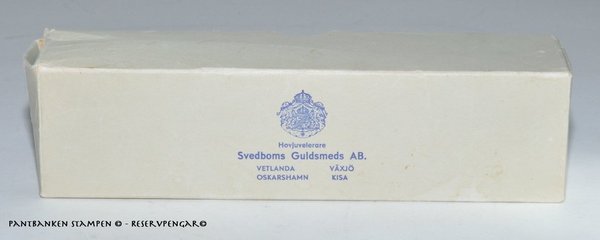 Hovjuvelerare
Svedboms Guldsmeds AB.
VETLANDA VÄXJÖ
OSKARSHAMN KISA
PANTBANKEN STAMPEN © - RESERVPENGAR©